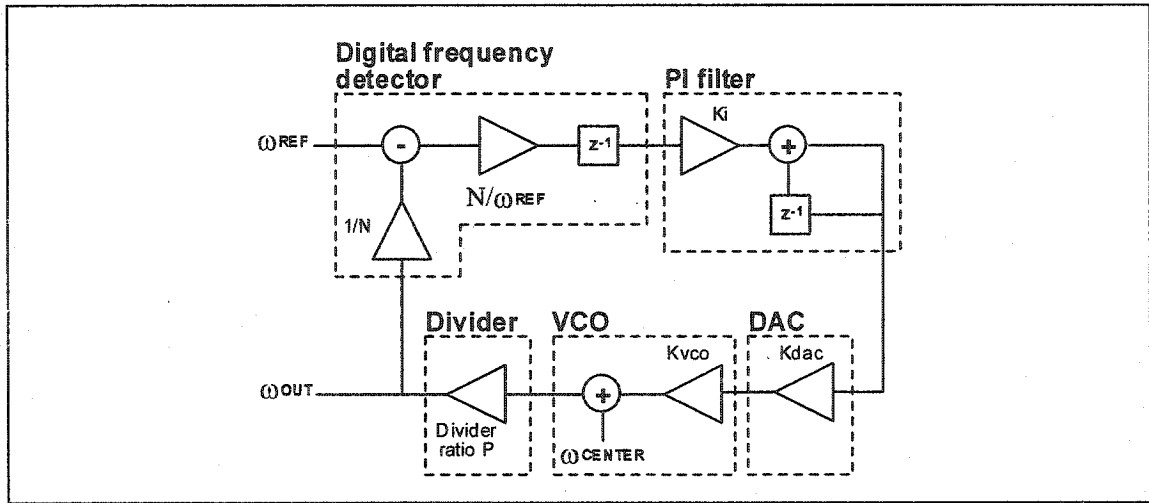 Digital frequency
detector
PI filter
Ki
ωREF
-
z-1
+
N/ωREF
z-1
1/N
Divider
VCO
DAC
Kvco
Kdac
ωOUT
+
Divider
ratio P
ωCENTER